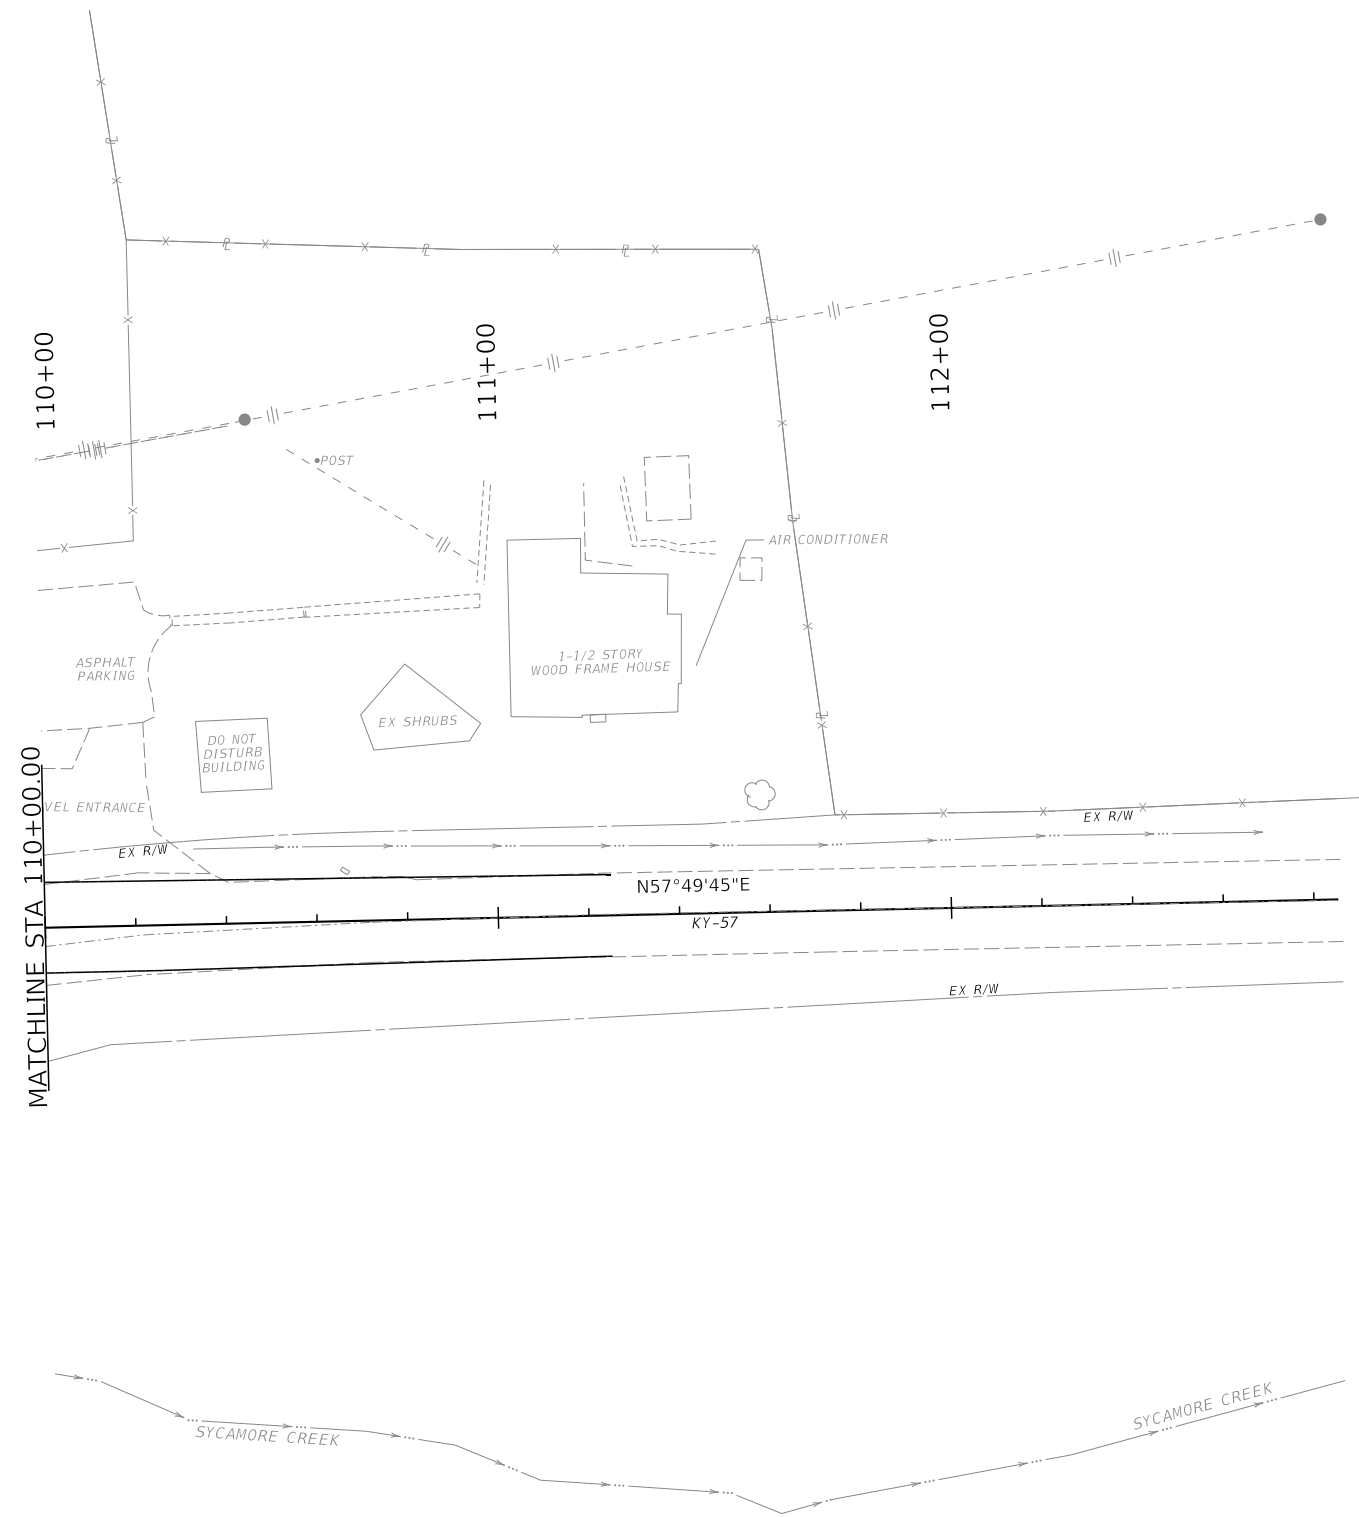 110+00
111+00
112+00
POST
AIR CONDITIONER
1-1/2 STORY
WOOD FRAME HOUSE
ASPHALT
PARKING
EX SHRUBS
DO NOT
DISTURB
BUILDING
VEL ENTRANCE
EX R/W
EX R/W
MATCHLINE STA 110+00.00
N57°49'45"E
KY-57
EX R/W
SYCAMORE CREEK
SYCAMORE CREEK